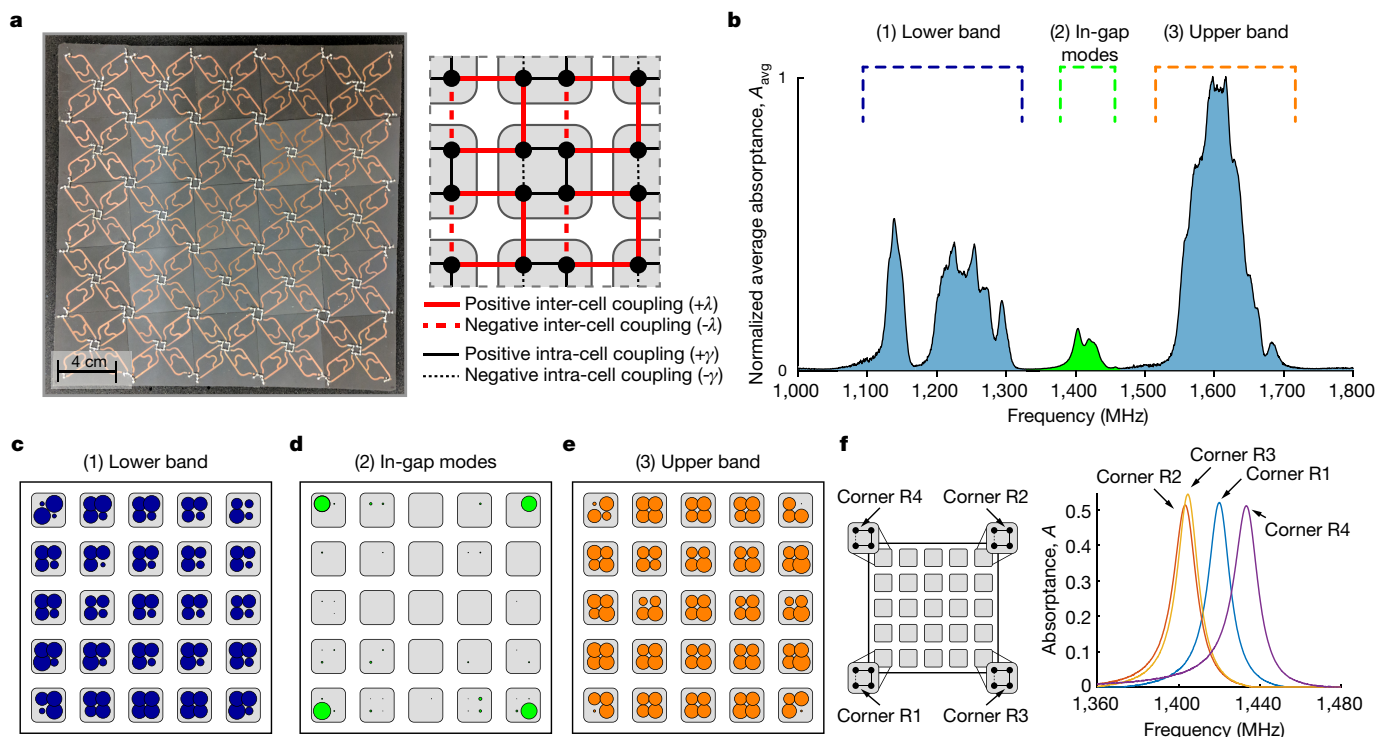 a
4 cm
Positive inter-cell coupling (+λ)
Negative inter-cell coupling (-λ)
Positive intra-cell coupling (+γ)
Negative intra-cell coupling (-γ)
b
(1) Lower band
(2) In-gap
modes
(3) Upper band
Normalized average absorptance, Aavg
1
0
1,000
1,100
1,200
1,300
1,400
1,500
1,600
1,700
1,800
Frequency (MHz)
c
(1) Lower band
d
(2) In-gap modes
e
(3) Upper band
f
Corner R4
Corner R2
Corner R1
Corner R3
Corner R3
Corner R2
Corner R1
Corner R4
Absorptance, A
0.5
0.4
0.3
0.2
0.1
0
1,360
1,400
1,440
1,480
Frequency (MHz)